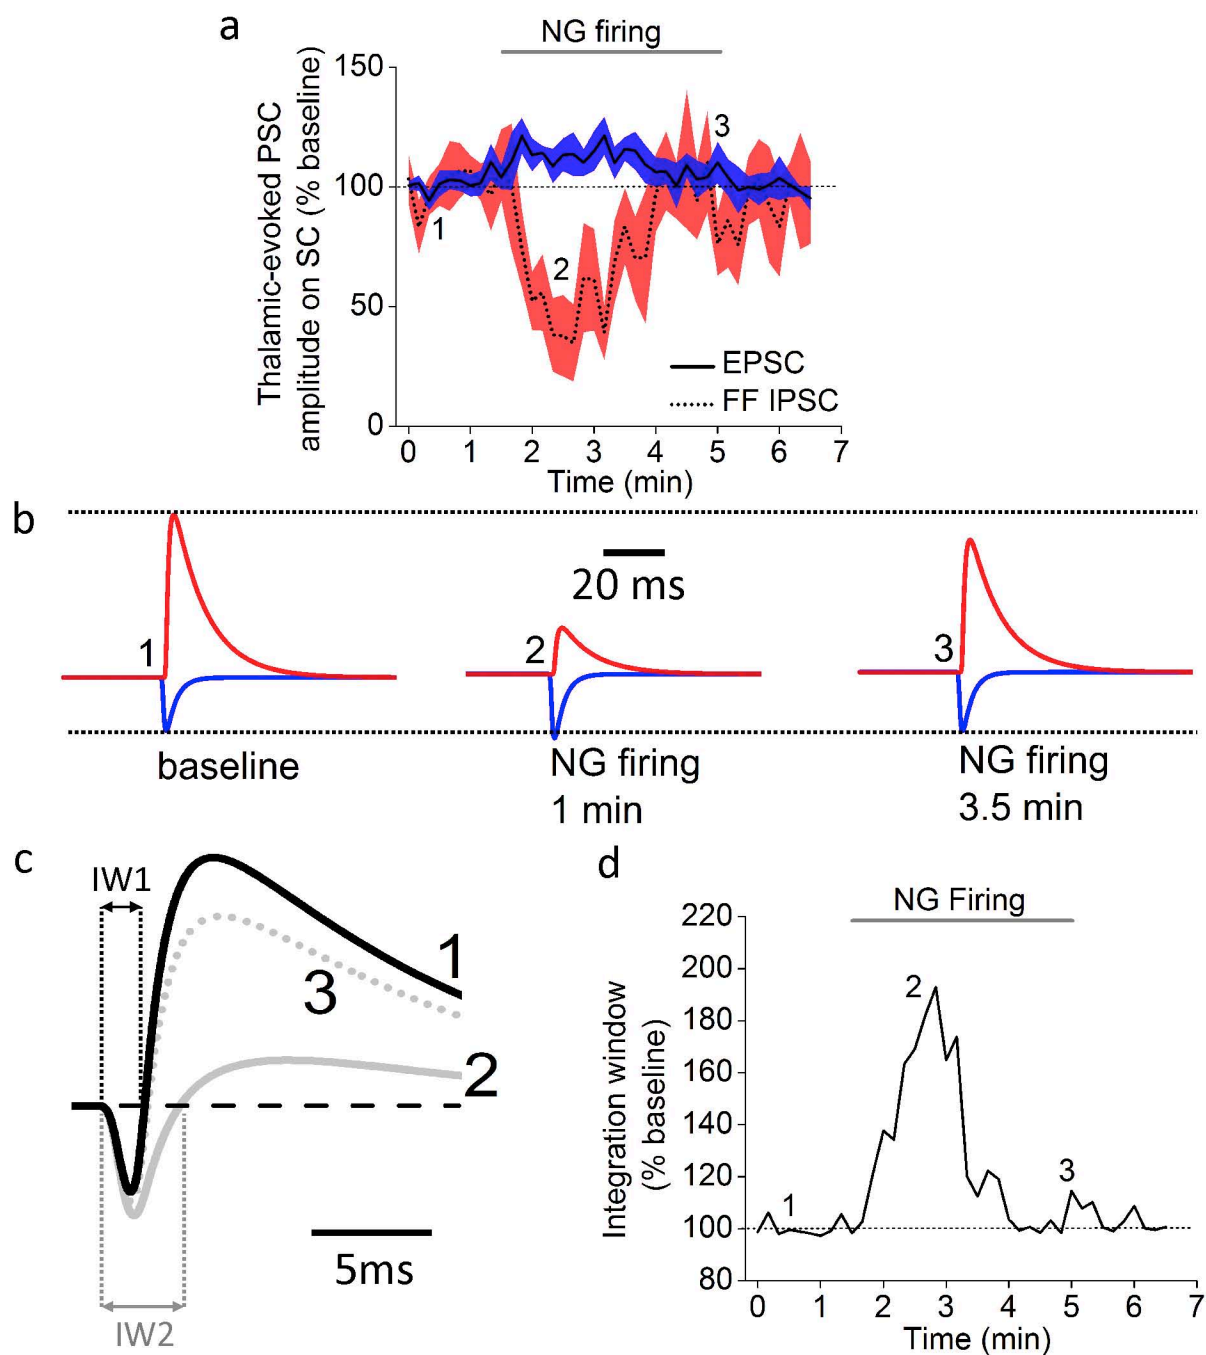 a
NG firing
Thalamic-evoked PSC
amplitude on SC (% baseline)
150
100
50
0
1
2
3
EPSC
FF IPSC
0 1 2 3 4 5 6 7
Time (min)
b
20 ms
1
2
3
baseline
NG firing
1 min
NG firing
3.5 min
c
IW1
1
3
2
5ms
IW2
d
NG Firing
Integration window
(% baseline)
220
200
180
160
140
120
100
80
1
2
3
0 1 2 3 4 5 6 7
Time (min)